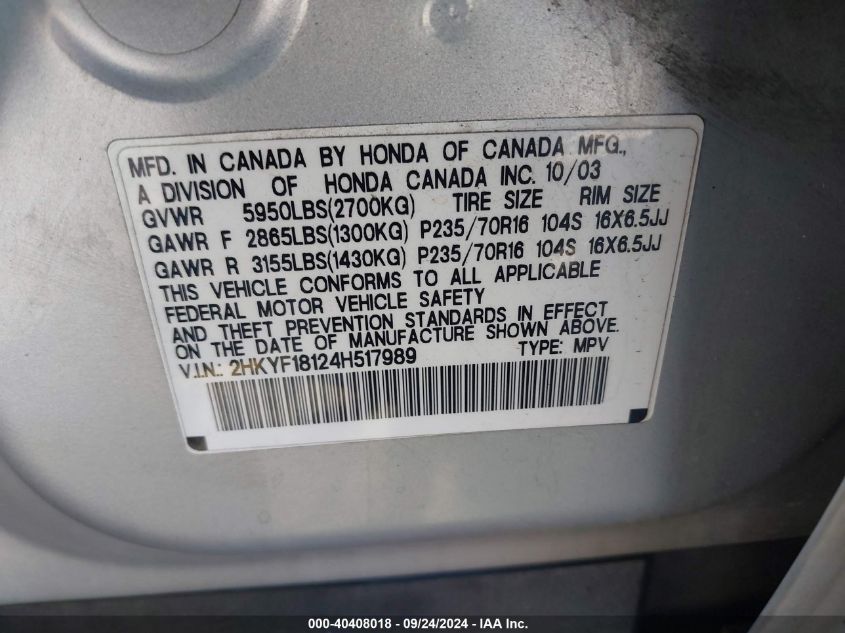 MFD. IN CANADA BY HONDA OF CANADA MFG.,
A DIVISION OF HONDA CANADA INC. 10/03
GVWR 5950LBS(2700KG) TIRE SIZE RIM SIZE
GAWR F 2865LBS(1300KG) P235/70R16 104S 16X6.5JJ
GAWR R 3155LBS(1430KG) P235/70R16 104S 16X6.5JJ
THIS VEHICLE CONFORMS TO ALL APPLICABLE
FEDERAL MOTOR VEHICLE SAFETY
AND THEFT PREVENTION STANDARDS IN EFFECT
ON THE DATE OF MANUFACTURE SHOWN ABOVE.
V.I.N.: 2HKYF18124H517989 TYPE: MPV
000-40408018 - 09/24/2024 - IAA Inc.